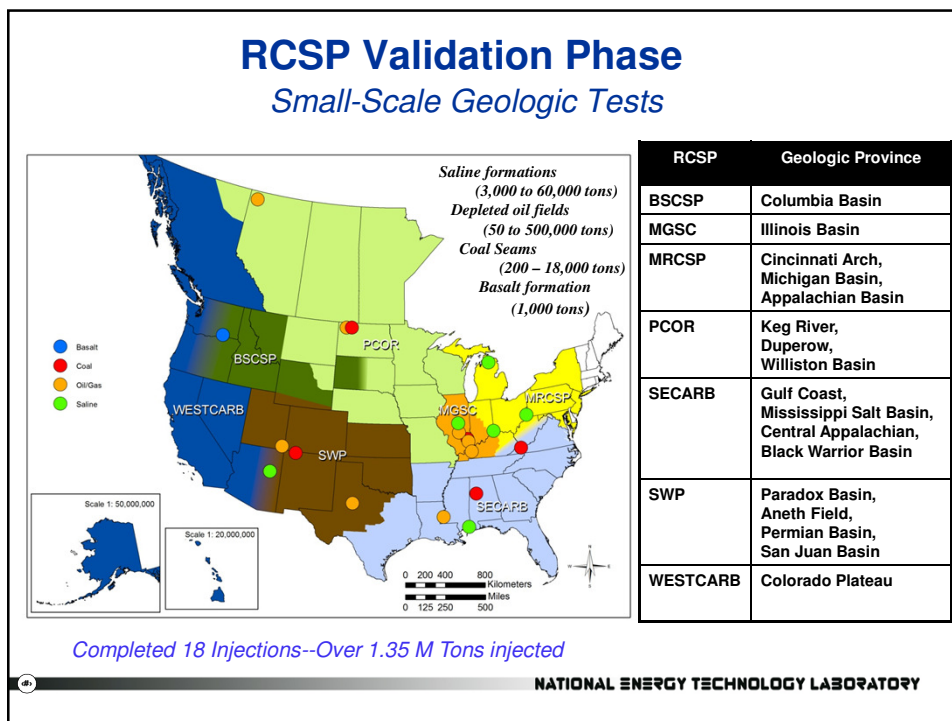 RCSP Validation Phase
Small-Scale Geologic Tests
Saline formations
(3,000 to 60,000 tons)
Depleted oil fields
(50 to 500,000 tons)
Coal Seams
(200 – 18,000 tons)
Basalt formation
(1,000 tons)
Basalt
Coal
Oil/Gas
Saline
BSCSP
PCOR
WESTCARB
MGSC
MRCSP
SWP
SECARB
Scale 1: 50,000,000
Scale 1: 20,000,000
0 200 400 800
Kilometers
Miles
0 125 250 500
N
W E
S
RCSP Geologic Province
BSCSP Columbia Basin
MGSC Illinois Basin
MRCSP Cincinnati Arch,
Michigan Basin,
Appalachian Basin
PCOR Keg River,
Duperow,
Williston Basin
SECARB Gulf Coast,
Mississippi Salt Basin,
Central Appalachian,
Black Warrior Basin
SWP Paradox Basin,
Aneth Field,
Permian Basin,
San Juan Basin
WESTCARB Colorado Plateau
Completed 18 Injections--Over 1.35 M Tons injected
‹#›
NATIONAL ENERGY TECHNOLOGY LABORATORY